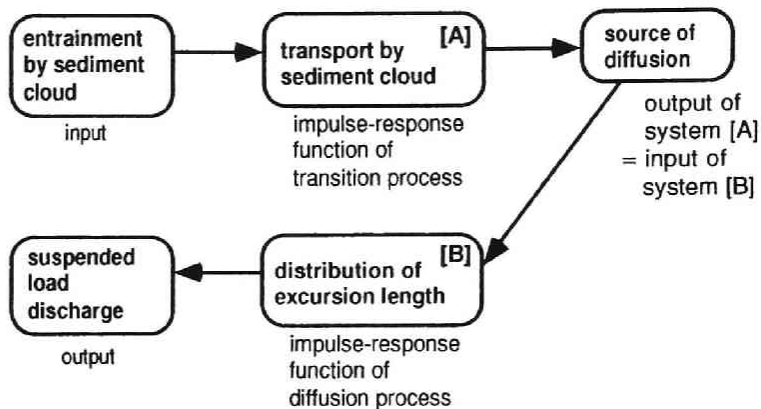 entrainment
by sediment
cloud
input
[A]
transport by
sediment cloud
impulse-response
function of
transition process
source of
diffusion
output of
system [A]
= input of
system [B]
[B]
distribution of
excursion length
impulse-response
function of
diffusion process
suspended
load
discharge
output